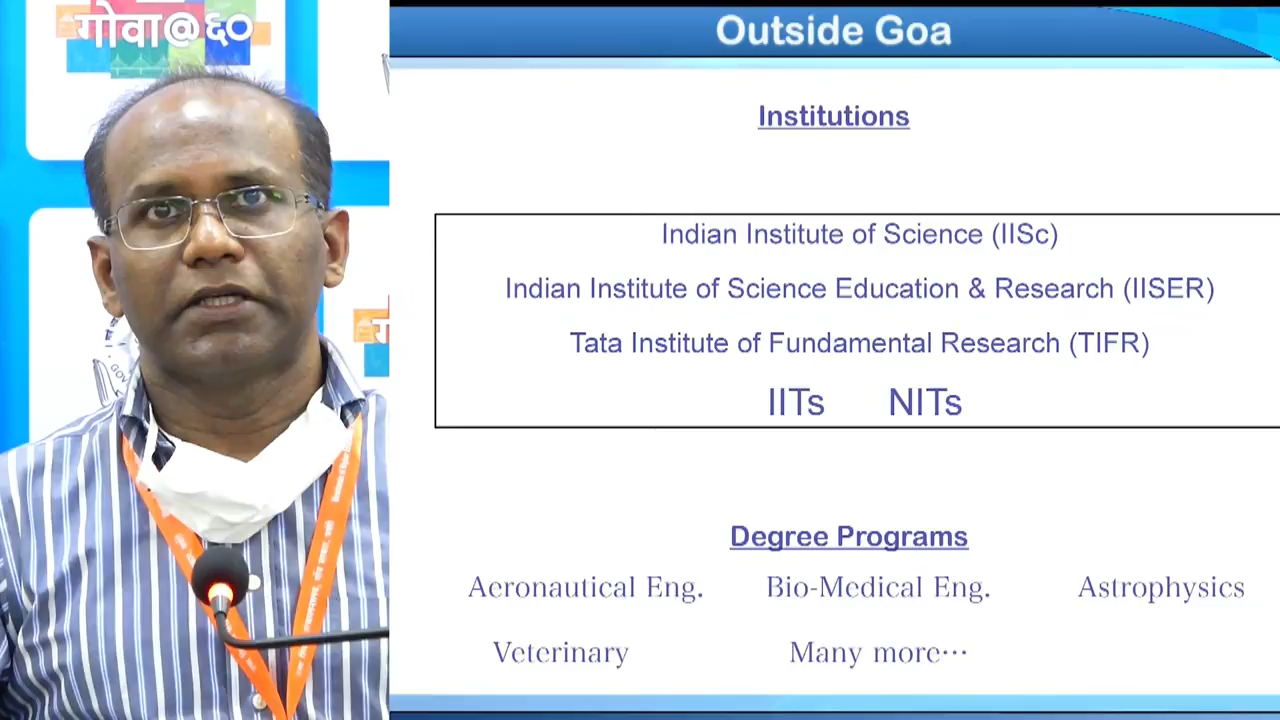 गोवा@६०
Outside Goa
Institutions
Indian Institute of Science (IISc)
Indian Institute of Science Education & Research (IISER)
Tata Institute of Fundamental Research (TIFR)
IITs NITs
Degree Programs
Aeronautical Eng. Bio-Medical Eng. Astrophysics
Veterinary Many more…